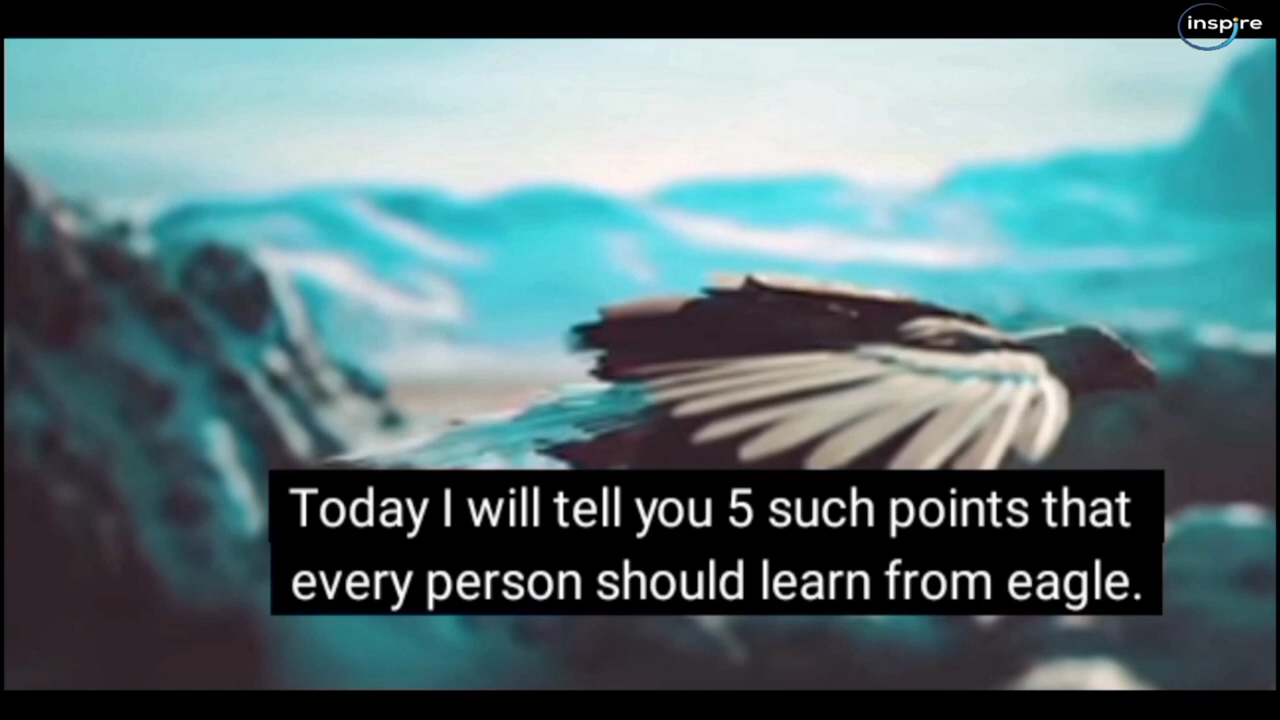 inspire
Today I will tell you 5 such points that
every person should learn from eagle.